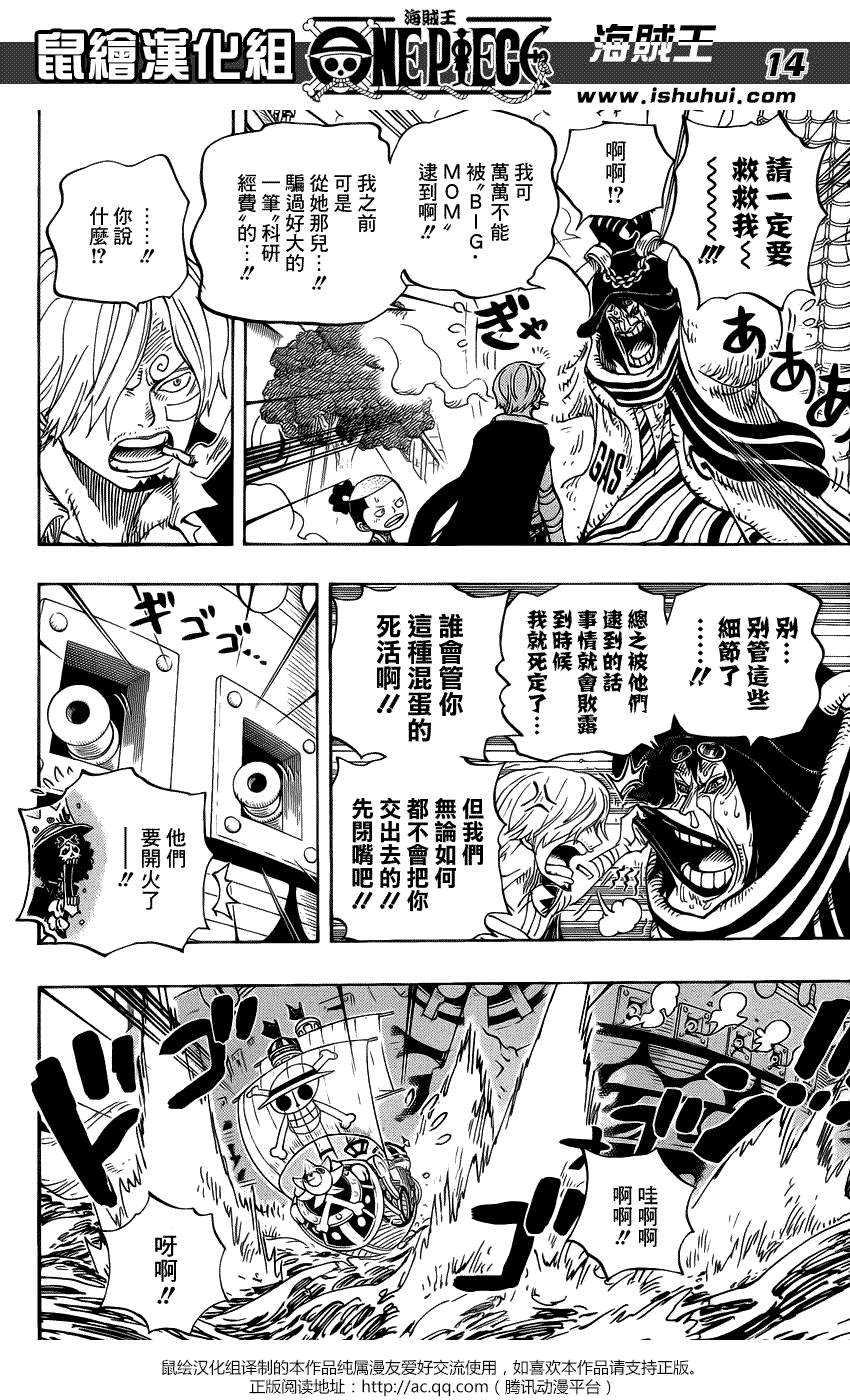 鼠繪漢化組
海賊王
ONE PIECE
海賊王
14
www.ishuhui.com
請一定要
救救我~
~~~~!!!
啊啊!?
ぎゃ
あああ
我可
萬萬不能
被"BIG·
MOM"
逮到啊!!
我之前
可是
從她那兒…!!
騙過好大的
一筆"科研
經費"的…!!
……!!
你說
什麼!?
GAS
G
別…
別管這些
細節了
……!!
總之被他們
逮到的話
事情就會敗露
到時候
我就死定了…
誰會管你
這種混蛋的
死活啊!!
但我們
無論如何
都不會把你
交出去的!!
先閉嘴吧!!
ギゴゴ…
他們
要開火了
——!!
ドドゴゴォ
哇啊啊
啊啊!!
呀啊!!
鼠绘汉化组译制的本作品纯属漫友爱好交流使用，如喜欢本作品请支持正版。
正版阅读地址：http://ac.qq.com（腾讯动漫平台）